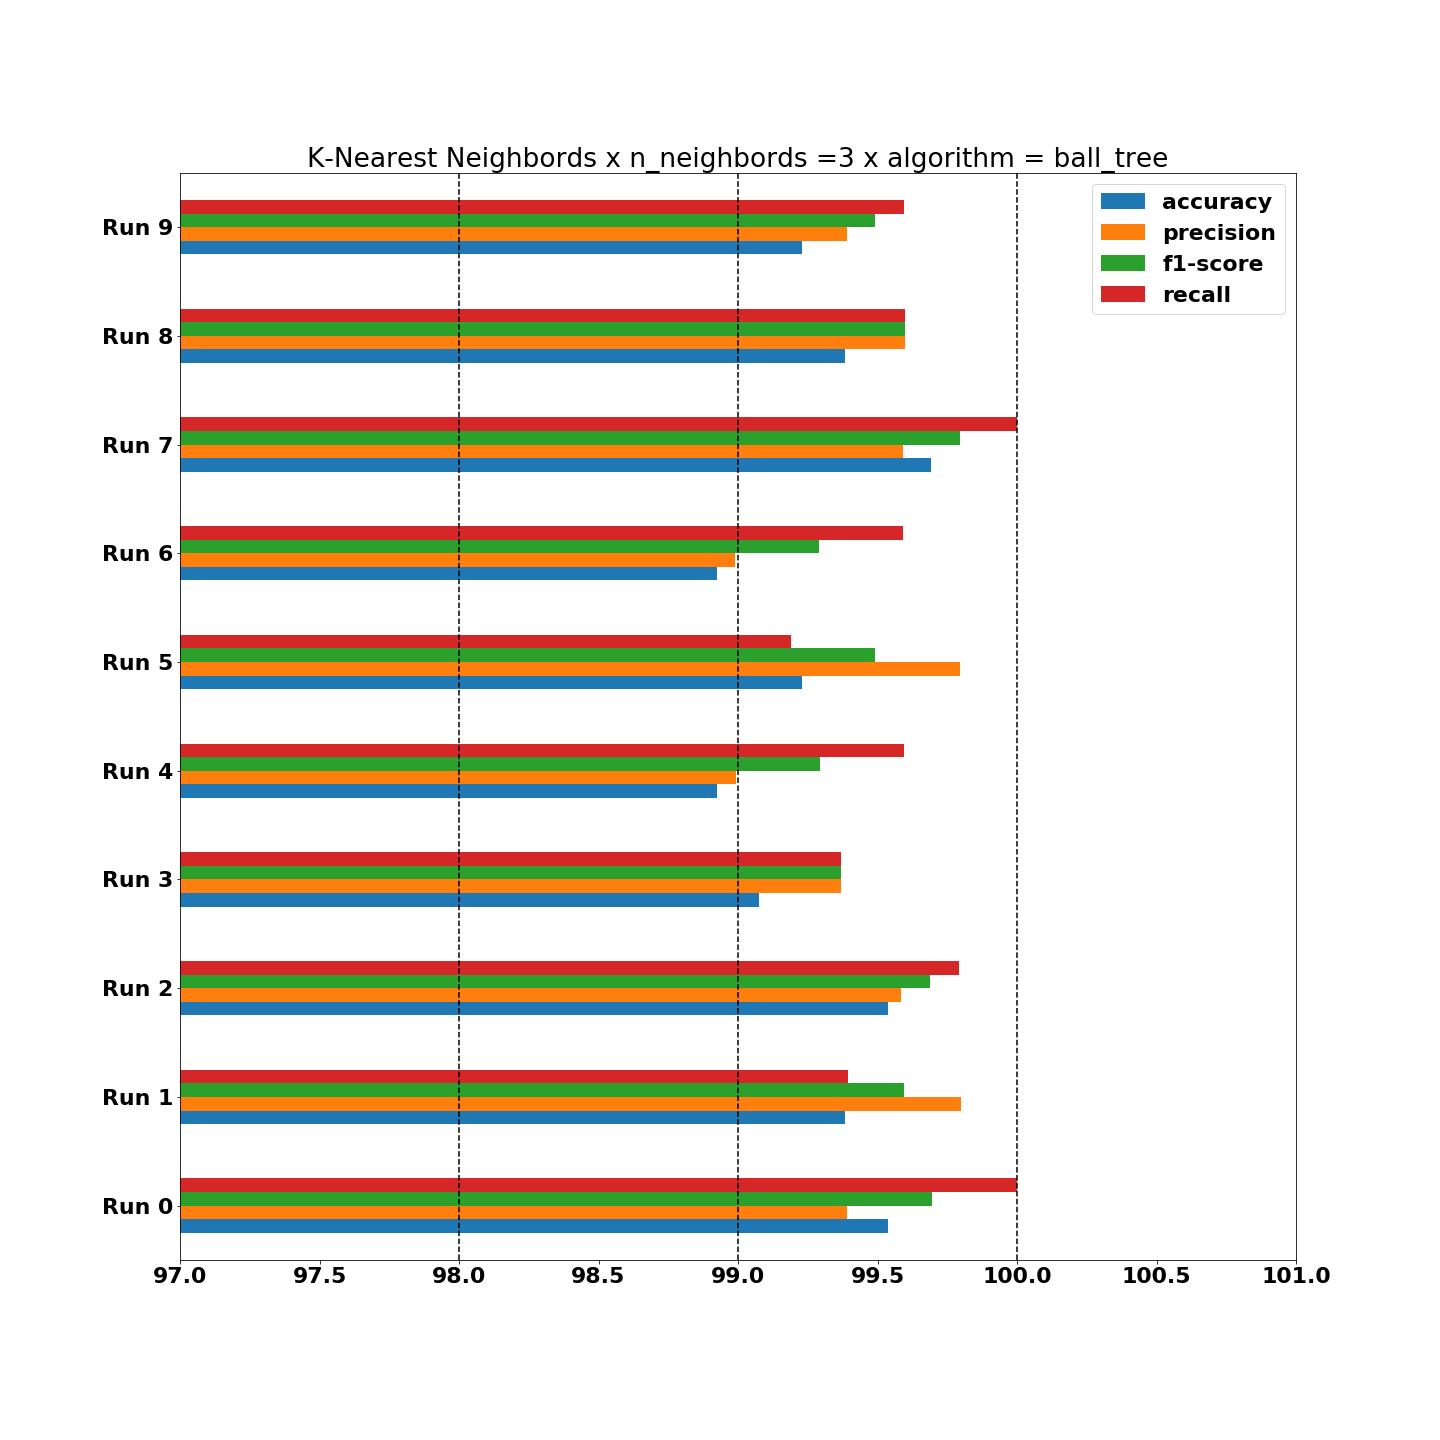 K-Nearest Neighbords x n_neighbords =3 x algorithm = ball_tree
accuracy
precision
f1-score
recall
Run 9
Run 8
Run 7
Run 6
Run 5
Run 4
Run 3
Run 2
Run 1
Run 0
97.0 97.5 98.0 98.5 99.0 99.5 100.0 100.5 101.0